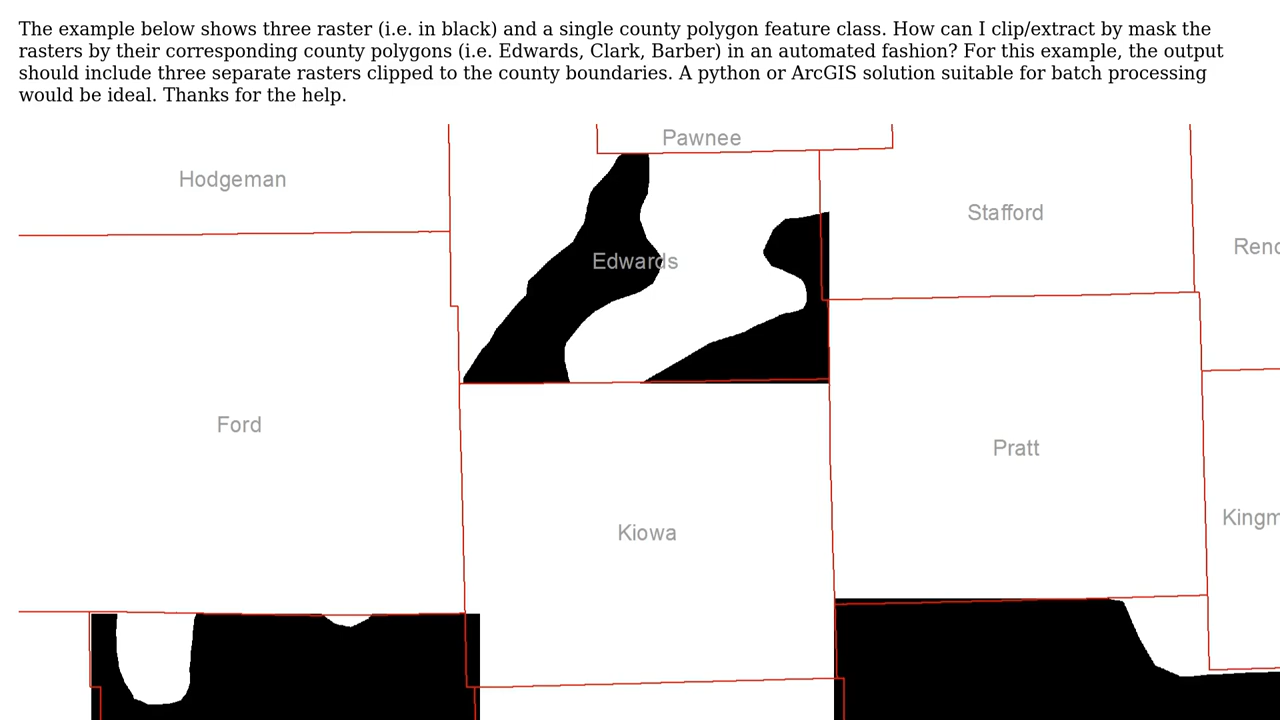 The example below shows three raster (i.e. in black) and a single county polygon feature class. How can I clip/extract by mask the
rasters by their corresponding county polygons (i.e. Edwards, Clark, Barber) in an automated fashion? For this example, the output
should include three separate rasters clipped to the county boundaries. A python or ArcGIS solution suitable for batch processing
would be ideal. Thanks for the help.
Pawnee
Hodgeman
Stafford
Reno
Edwards
Ford
Pratt
Kingm
Kiowa